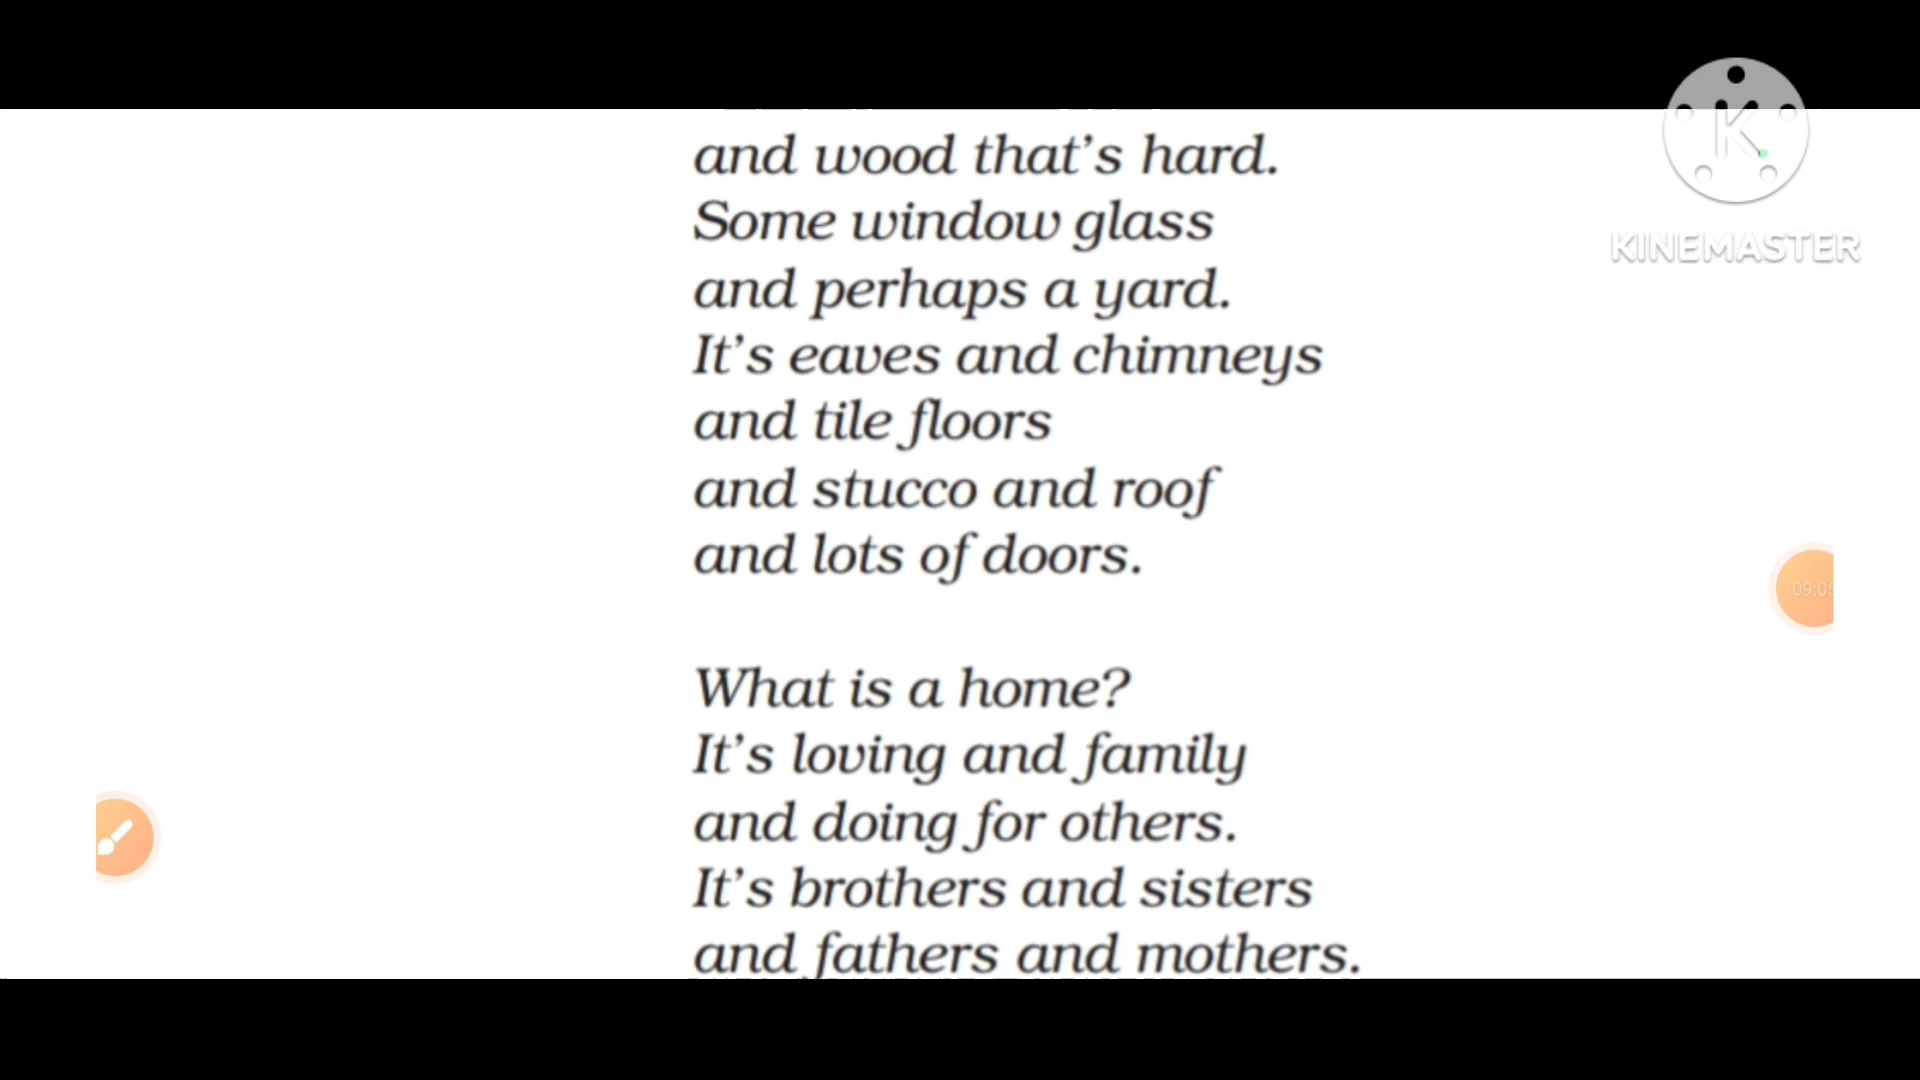 and wood that's hard.
Some window glass
and perhaps a yard.
It's eaves and chimneys
and tile floors
and stucco and roof
and lots of doors.
What is a home?
It's loving and family
and doing for others.
It's brothers and sisters
and fathers and mothers.
K
KINEMASTER
09:05